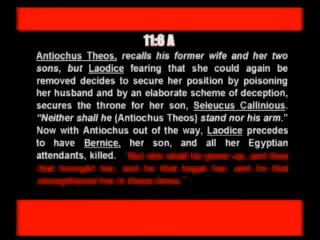 11:6 A
Antiochus Theos, recalls his former wife and her two
sons, but Laodice fearing that she could again be
removed decides to secure her position by poisoning
her husband and by an elaborate scheme of deception,
secures the throne for her son, Seleucus Callinious.
"Neither shall he (Antiochus Theos) stand nor his arm."
Now with Antiochus out of the way, Laodice precedes
to have Bernice, her son, and all her Egyptian
attendants, killed.